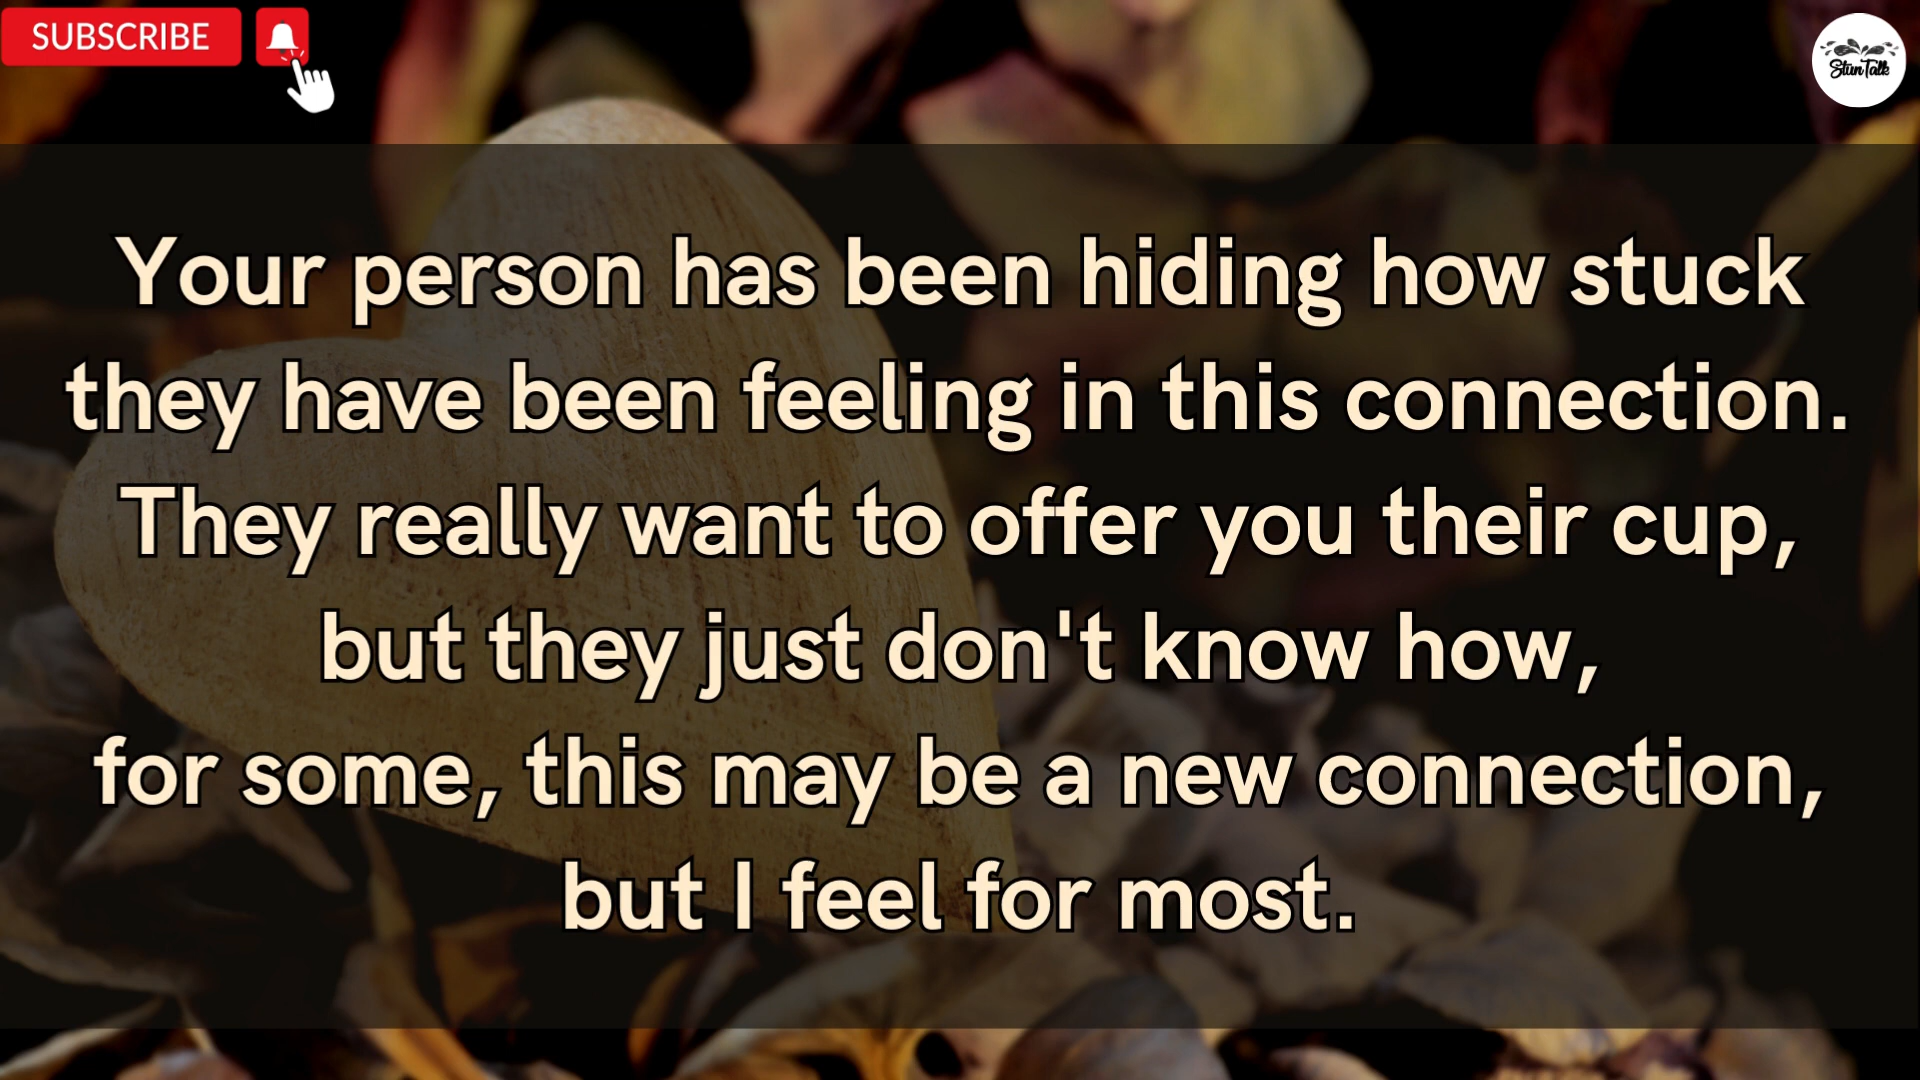 SUBSCRIBE
Stun Talk
Your person has been hiding how stuck
they have been feeling in this connection.
They really want to offer you their cup,
but they just don't know how,
for some, this may be a new connection,
but I feel for most.